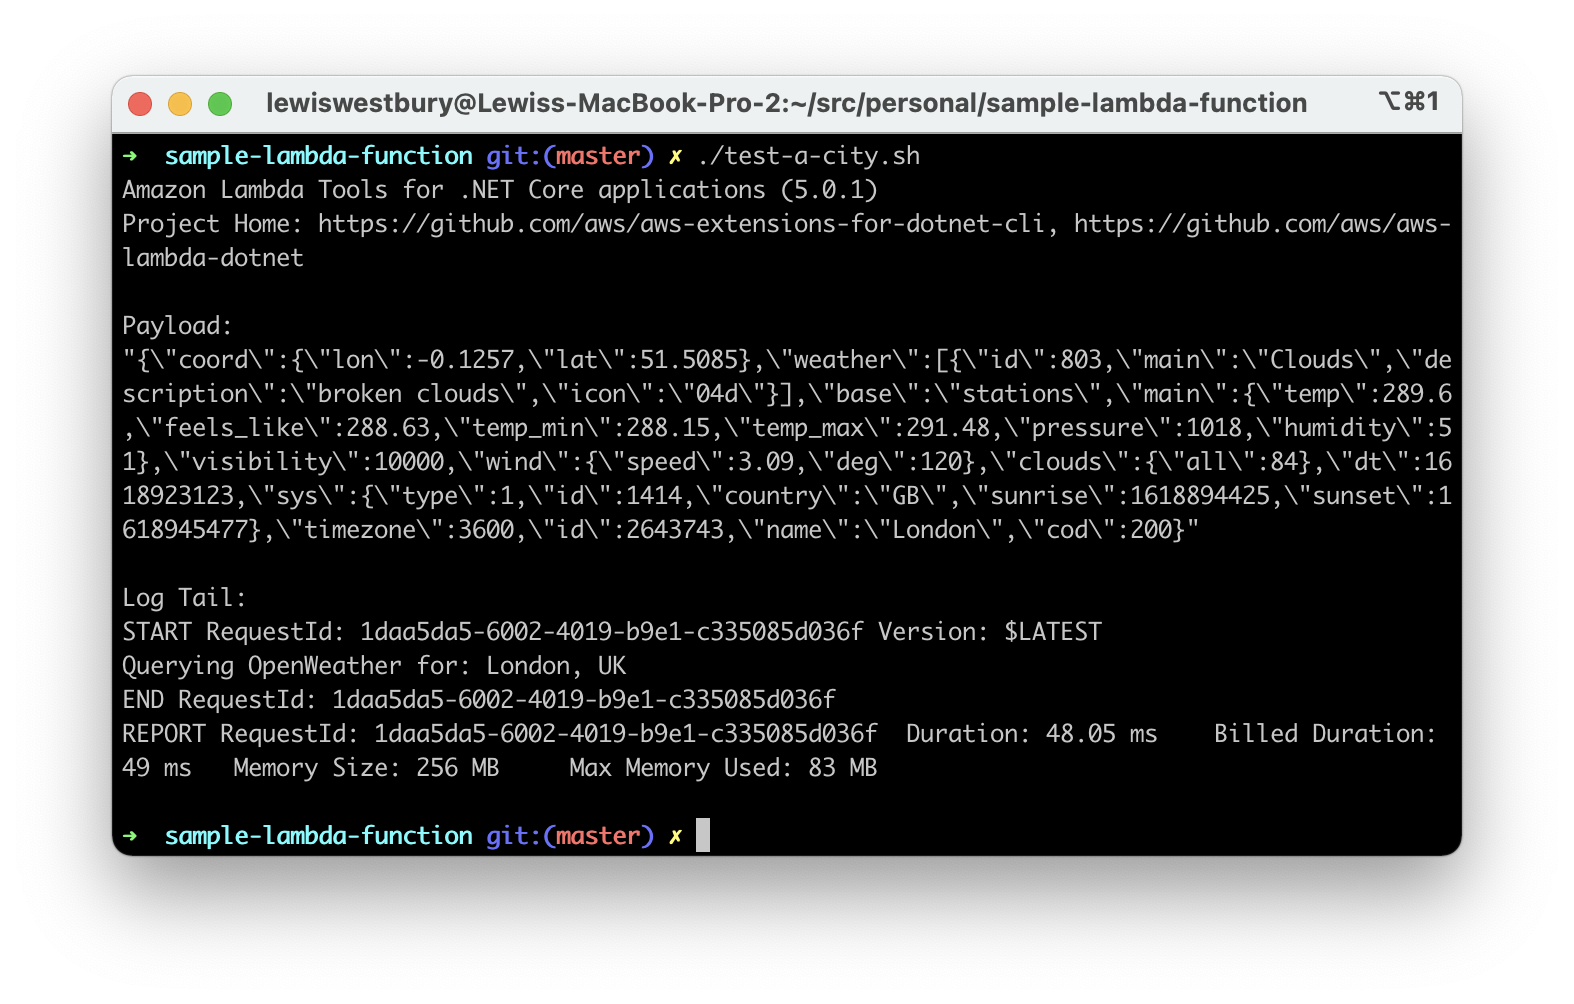 lewiswestbury@Lewiss-MacBook-Pro-2:~/src/personal/sample-lambda-function ⌥⌘1
➜  sample-lambda-function git:(master) ✗ ./test-a-city.sh
Amazon Lambda Tools for .NET Core applications (5.0.1)
Project Home: https://github.com/aws/aws-extensions-for-dotnet-cli, https://github.com/aws/aws-
lambda-dotnet
Payload:
"{\"coord\":{\"lon\":-0.1257,\"lat\":51.5085},\"weather\":[{\"id\":803,\"main\":\"Clouds\",\"de
scription\":\"broken clouds\",\"icon\":\"04d\"}],\"base\":\"stations\",\"main\":{\"temp\":289.6
,\"feels_like\":288.63,\"temp_min\":288.15,\"temp_max\":291.48,\"pressure\":1018,\"humidity\":5
1},\"visibility\":10000,\"wind\":{\"speed\":3.09,\"deg\":120},\"clouds\":{\"all\":84},\"dt\":16
18923123,\"sys\":{\"type\":1,\"id\":1414,\"country\":\"GB\",\"sunrise\":1618894425,\"sunset\":1
618945477},\"timezone\":3600,\"id\":2643743,\"name\":\"London\",\"cod\":200}"
Log Tail:
START RequestId: 1daa5da5-6002-4019-b9e1-c335085d036f Version: $LATEST
Querying OpenWeather for: London, UK
END RequestId: 1daa5da5-6002-4019-b9e1-c335085d036f
REPORT RequestId: 1daa5da5-6002-4019-b9e1-c335085d036f  Duration: 48.05 ms    Billed Duration:
49 ms   Memory Size: 256 MB     Max Memory Used: 83 MB
➜  sample-lambda-function git:(master) ✗